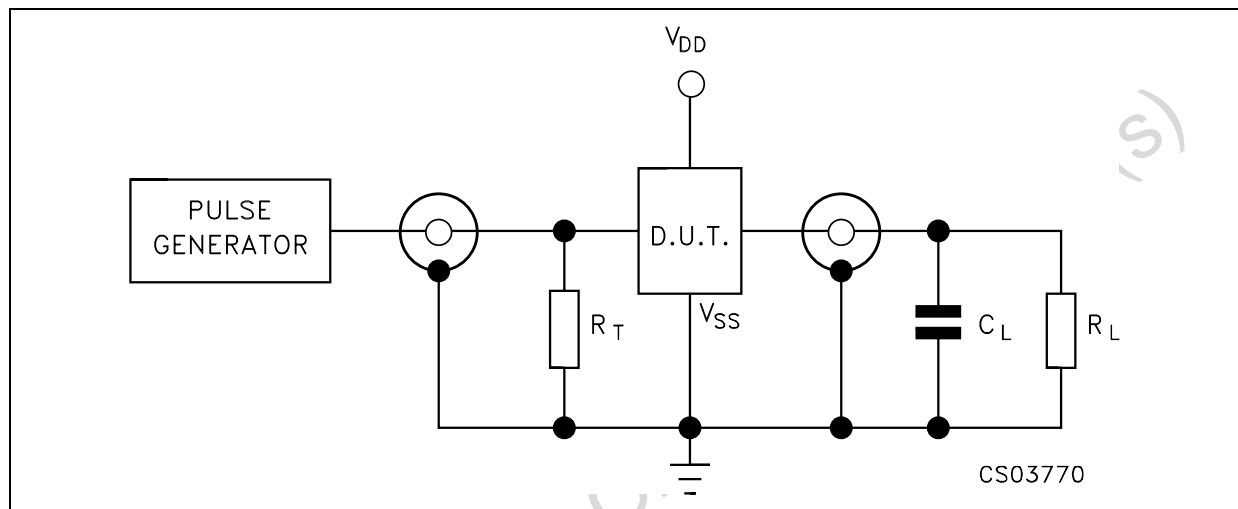 VDD
PULSE
GENERATOR
D.U.T.
VSS
RT
CL
RL
CS03770
s)